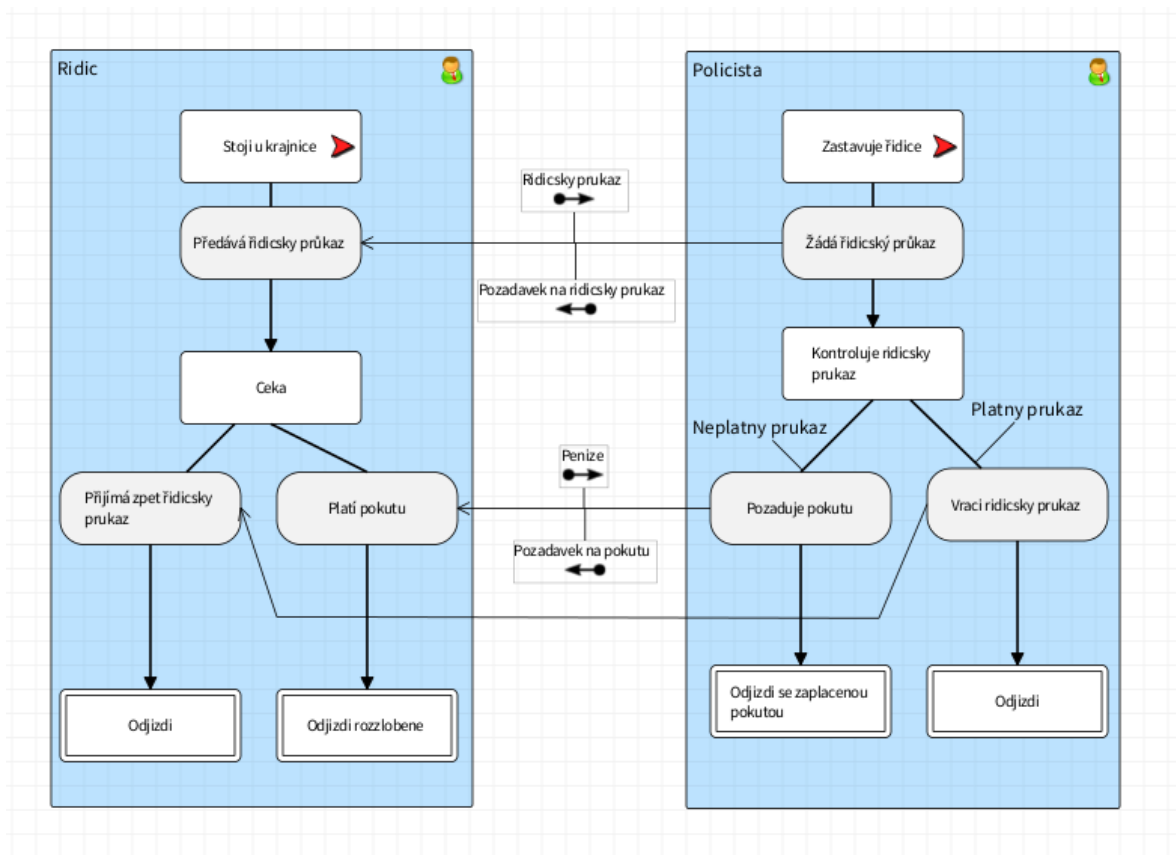 Ridic
Policista
Stoji u krajnice
Zastavuje řidice
Ridicsky prukaz
Předává řidicsky průkaz
Žádá řidicský průkaz
Pozadavek na ridicsky prukaz
Ceka
Kontroluje ridicsky
prukaz
Neplatny prukaz
Platny prukaz
Penize
Přijímá zpet řidicsky
prukaz
Platí pokutu
Pozaduje pokutu
Vraci ridicsky prukaz
Pozadavek na pokutu
Odjizdi
Odjizdi rozzlobene
Odjizdi se zaplacenou
pokutou
Odjizdi